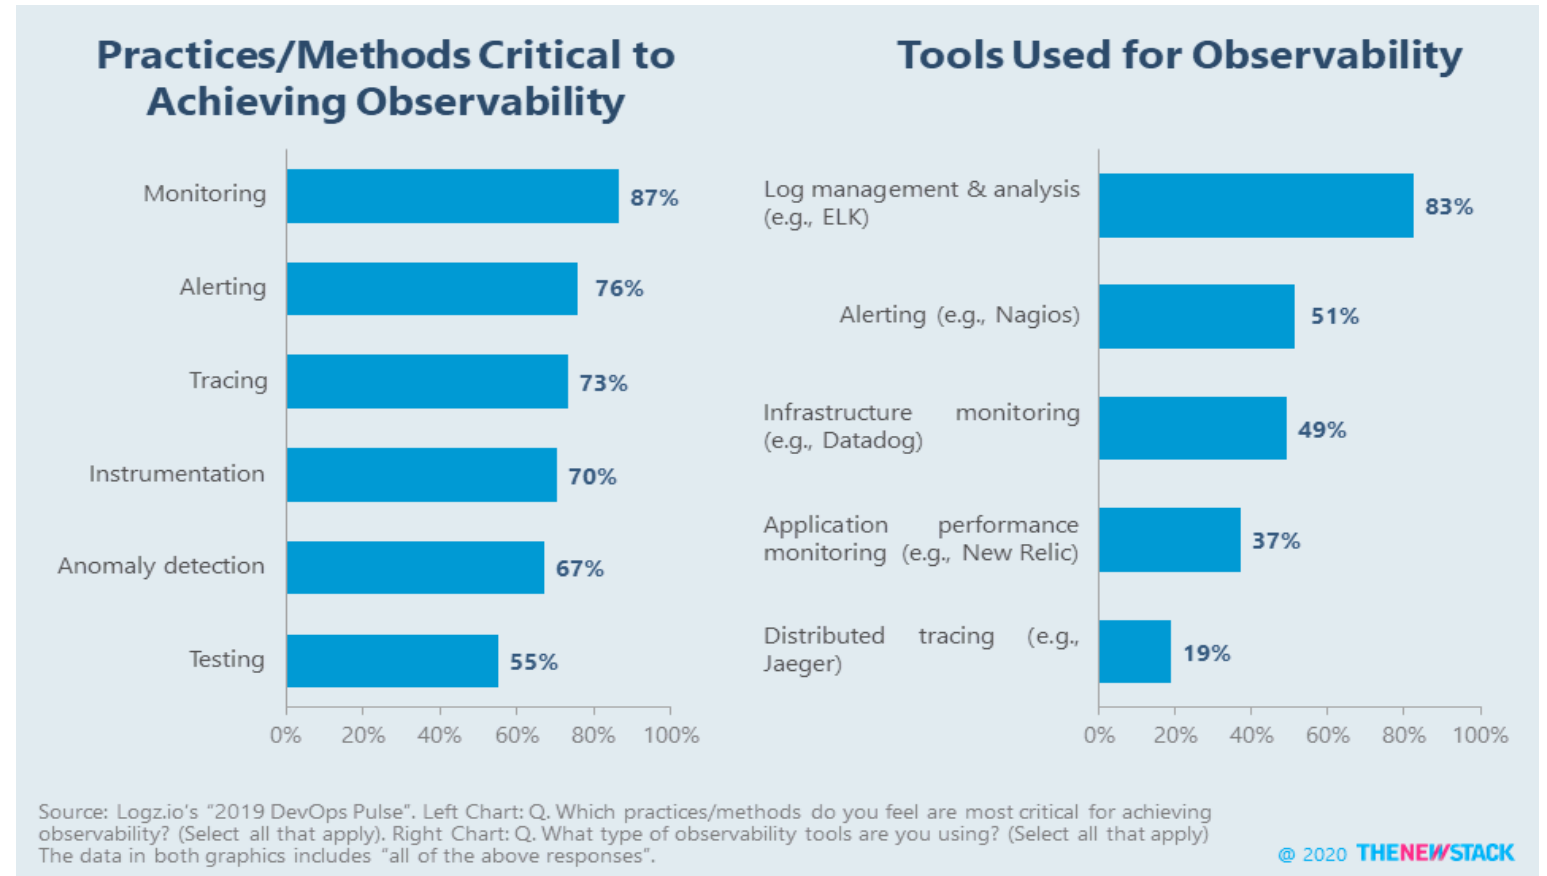 Practices/Methods Critical to
Achieving Observability
Monitoring
87%
Alerting
76%
Tracing
73%
Instrumentation
70%
Anomaly detection
67%
Testing
55%
0%
20%
40%
60%
80%
100%
Tools Used for Observability
Log management & analysis
(e.g., ELK)
83%
Alerting (e.g., Nagios)
51%
Infrastructure monitoring
(e.g., Datadog)
49%
Application performance
monitoring (e.g., New Relic)
37%
Distributed tracing (e.g.,
Jaeger)
19%
0%
20%
40%
60%
80%
100%
Source: Logz.io's "2019 DevOps Pulse". Left Chart: Q. Which practices/methods do you feel are most critical for achieving
observability? (Select all that apply). Right Chart: Q. What type of observability tools are you using? (Select all that apply)
The data in both graphics includes "all of the above responses".
@ 2020 THENEWSTACK